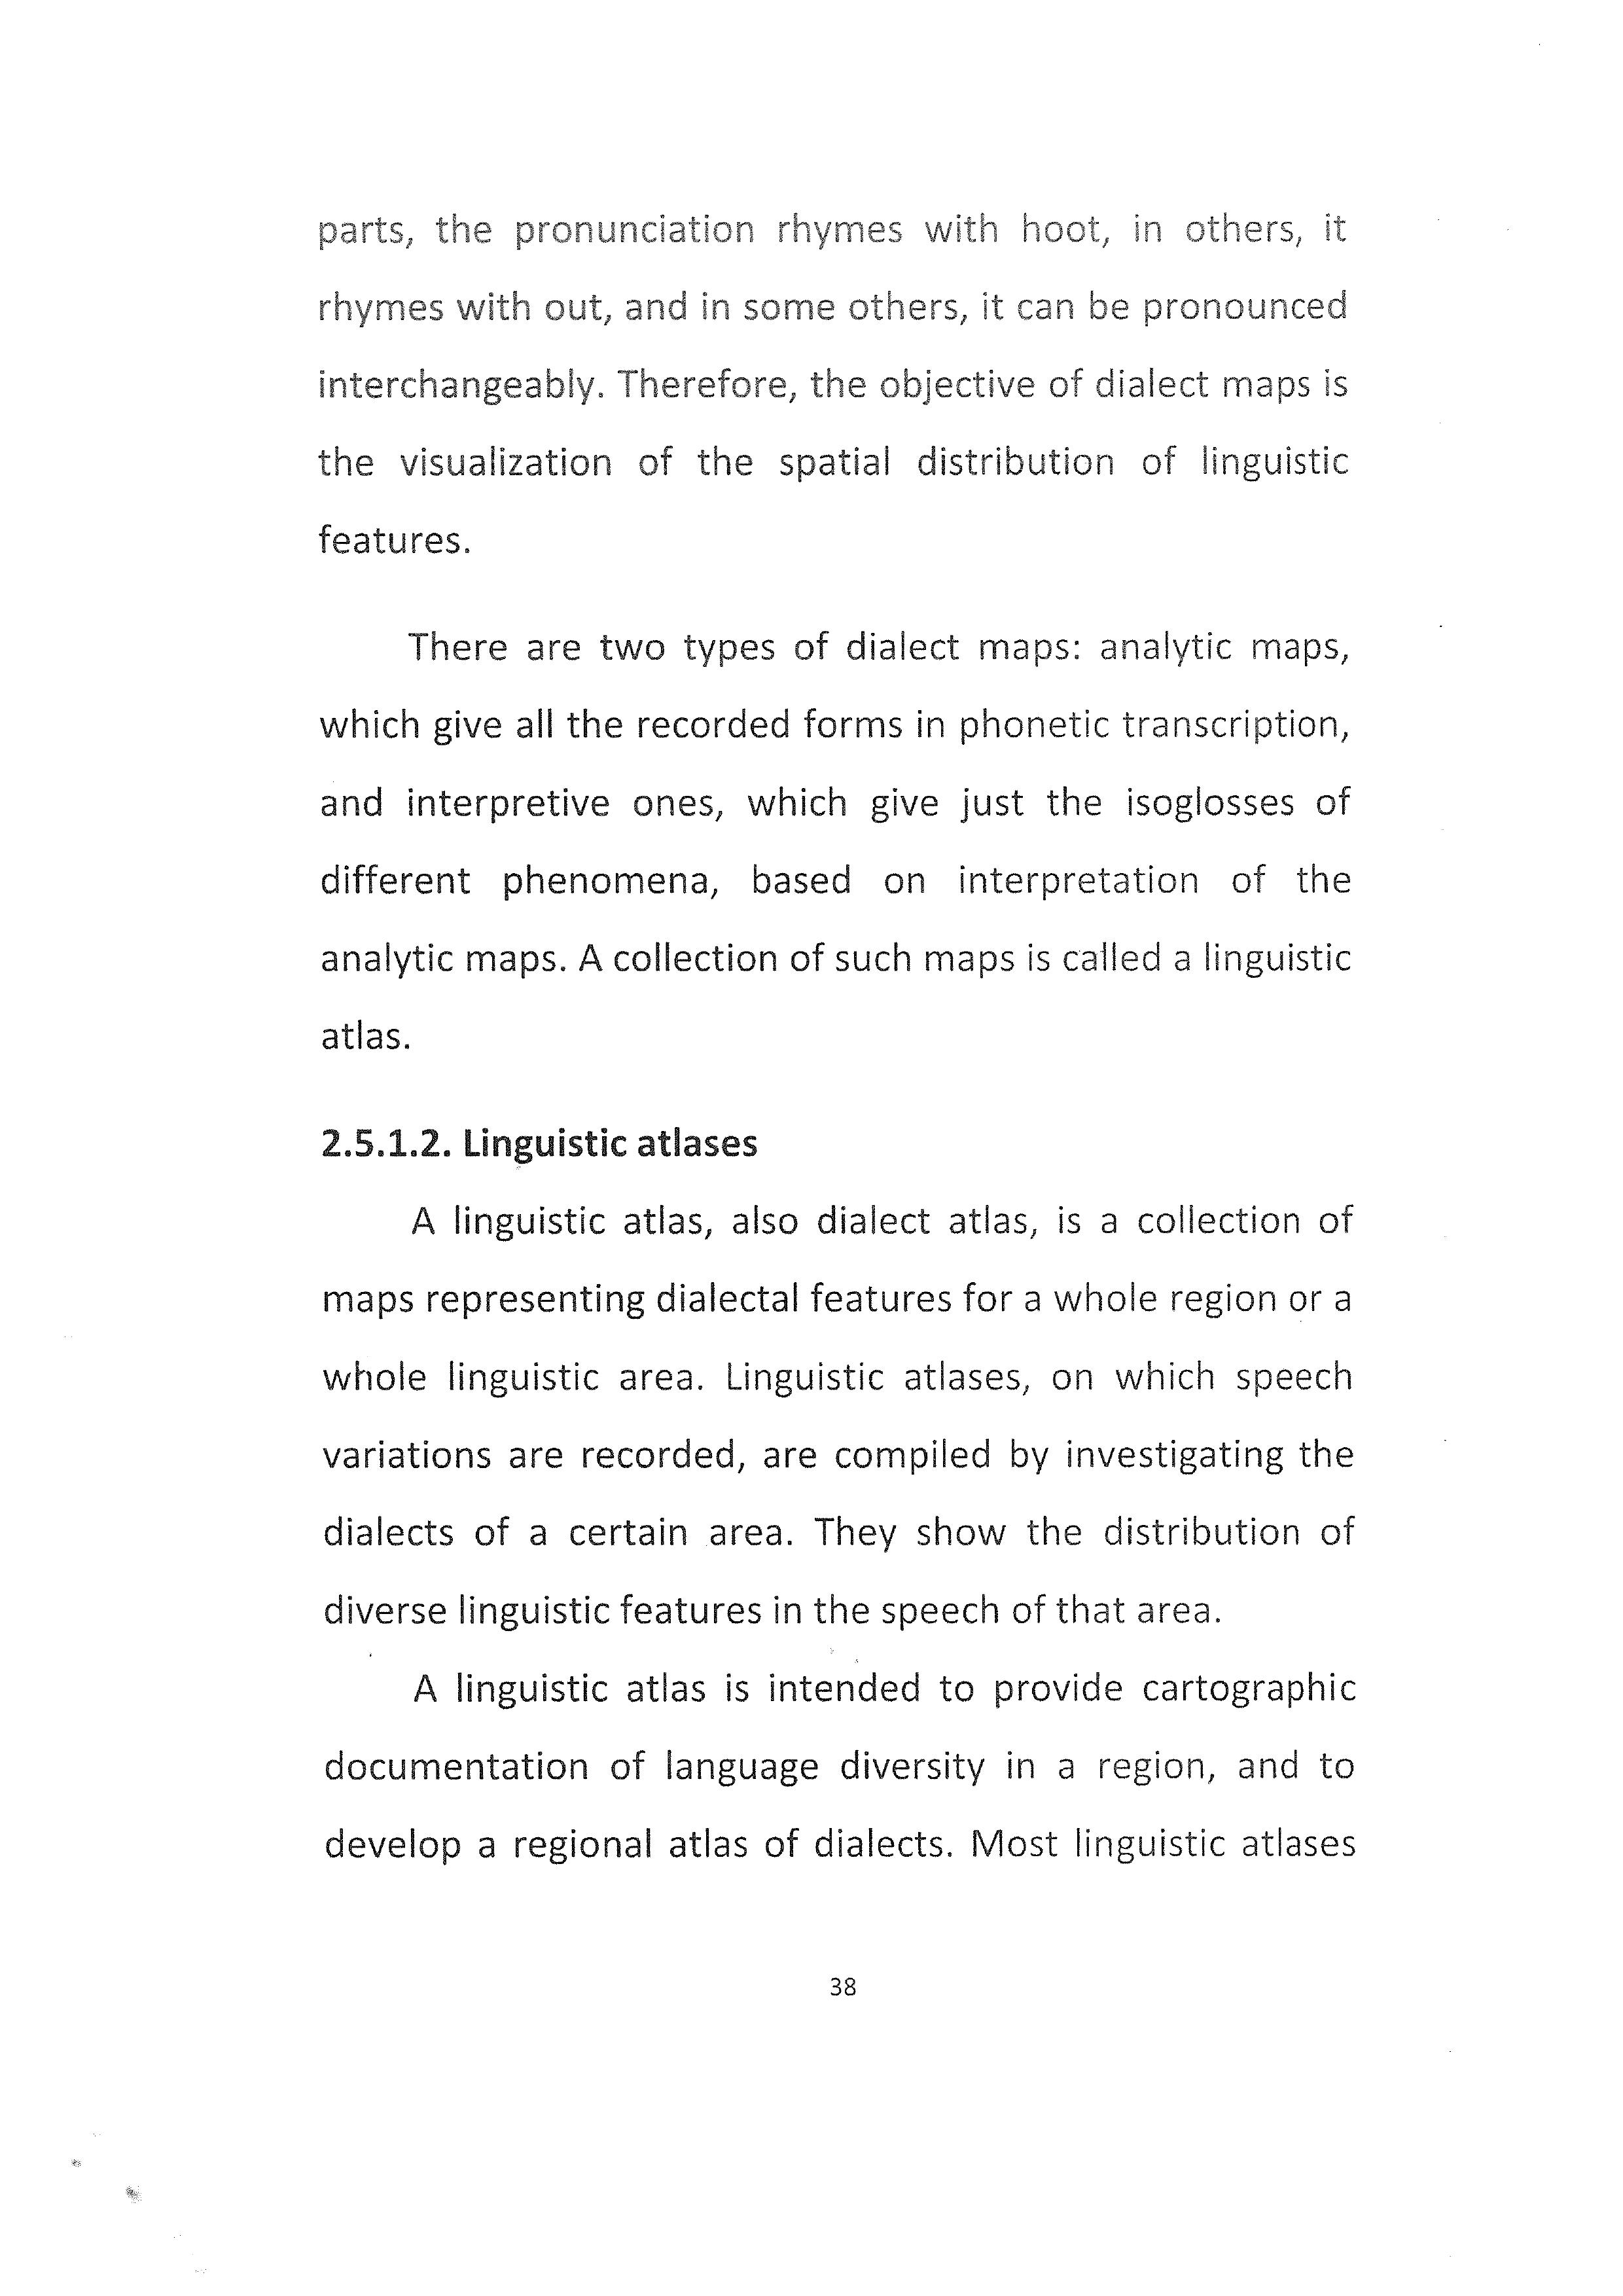 parts, the pronunciation rhymes with hoot, in others, it
rhymes with out, and in some others, it can be pronounced
interchangeably. Therefore, the objective of dialect maps is
the visualization of the spatial distribution of linguistic
features.
There are two types of dialect maps: analytic maps,
which give all the recorded forms in phonetic transcription,
and interpretive ones, which give just the isoglosses of
different phenomena, based on interpretation of the
analytic maps. A collection of such maps is called a linguistic
atlas.
2.5.1.2. Linguistic atlases
A linguistic atlas, also dialect atlas, is a collection of
maps representing dialectal features for a whole region or a
whole linguistic area. Linguistic atlases, on which speech
variations are recorded, are compiled by investigating the
dialects of a certain area. They show the distribution of
diverse linguistic features in the speech of that area.
A linguistic atlas is intended to provide cartographic
documentation of language diversity in a region, and to
develop a regional atlas of dialects. Most linguistic atlases
38